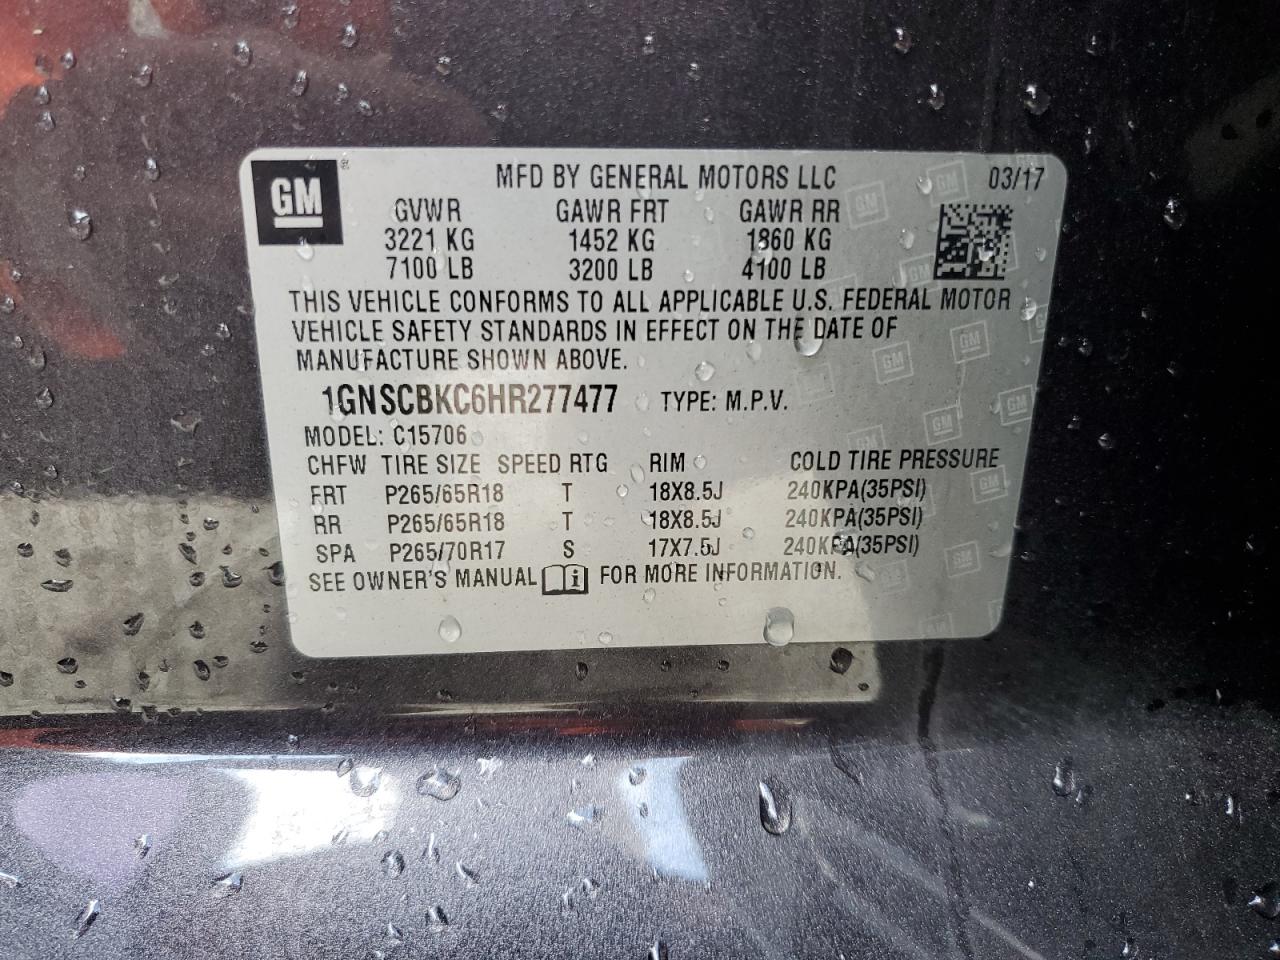 GM ® MFD BY GENERAL MOTORS LLC 03/17
GVWR GAWR FRT GAWR RR
3221 KG 1452 KG 1860 KG
7100 LB 3200 LB 4100 LB
THIS VEHICLE CONFORMS TO ALL APPLICABLE U.S. FEDERAL MOTOR
VEHICLE SAFETY STANDARDS IN EFFECT ON THE DATE OF
MANUFACTURE SHOWN ABOVE.
1GNSCBKC6HR277477 TYPE: M.P.V.
MODEL: C15706
CHFW TIRE SIZE SPEED RTG RIM COLD TIRE PRESSURE
FRT P265/65R18 T 18X8.5J 240KPA(35PSI)
RR P265/65R18 T 18X8.5J 240KPA(35PSI)
SPA P265/70R17 S 17X7.5J 240KPA(35PSI)
SEE OWNER'S MANUAL i FOR MORE INFORMATION.